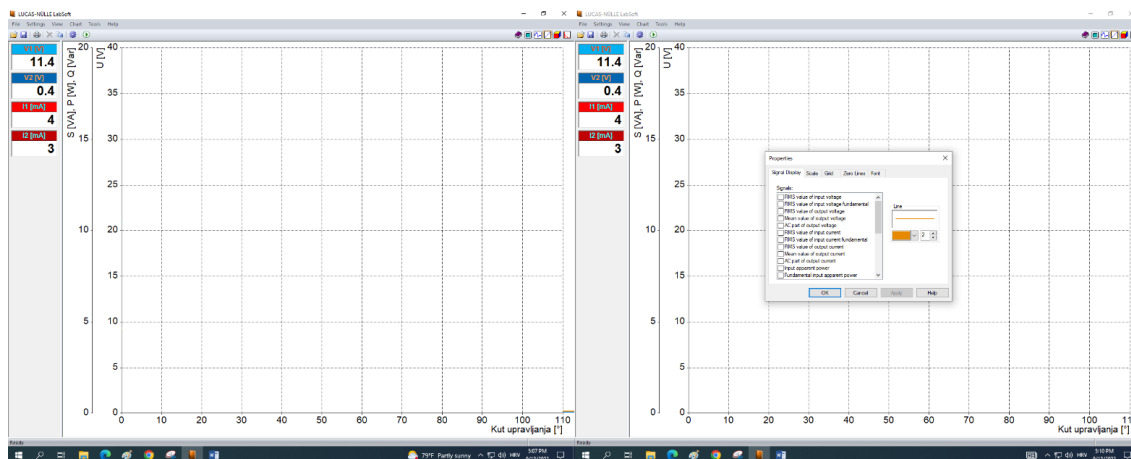 LUCAS-NÜLLE LabSoft
File Settings View Chart Tools Help
V1 [V]
11.4
V2 [V]
0.4
I1 [mA]
4
I2 [mA]
3
S [VA], P [W], Q [Var]
20
15
10
5
0
U [V]
40
35
30
25
20
15
10
5
0
0 10 20 30 40 50 60 70 80 90 100 110
Kut upravljanja [°]
Ready
79°F Partly sunny
HRV
3:07 PM
LUCAS-NÜLLE LabSoft
File Settings View Chart Tools Help
V1 [V]
11.4
V2 [V]
0.4
I1 [mA]
4
I2 [mA]
3
S [VA], P [W], Q [Var]
20
15
10
5
0
U [V]
40
35
30
25
20
15
10
5
0
Properties
Signal Display Scale Grid Zero Lines Font
Signals:
RMS value of input voltage
RMS value of input voltage fundamental
RMS value of output voltage
Mean value of output voltage
AC part of output voltage
RMS value of input current
RMS value of input current fundamental
RMS value of output current
Mean value of output current
AC part of output current
Input apparent power
Fundamental input apparent power
Line
2
OK Cancel Apply Help
0 10 20 30 40 50 60 70 80 90 100 11
Kut upravljanja [°]
Ready
HRV
3:10 PM